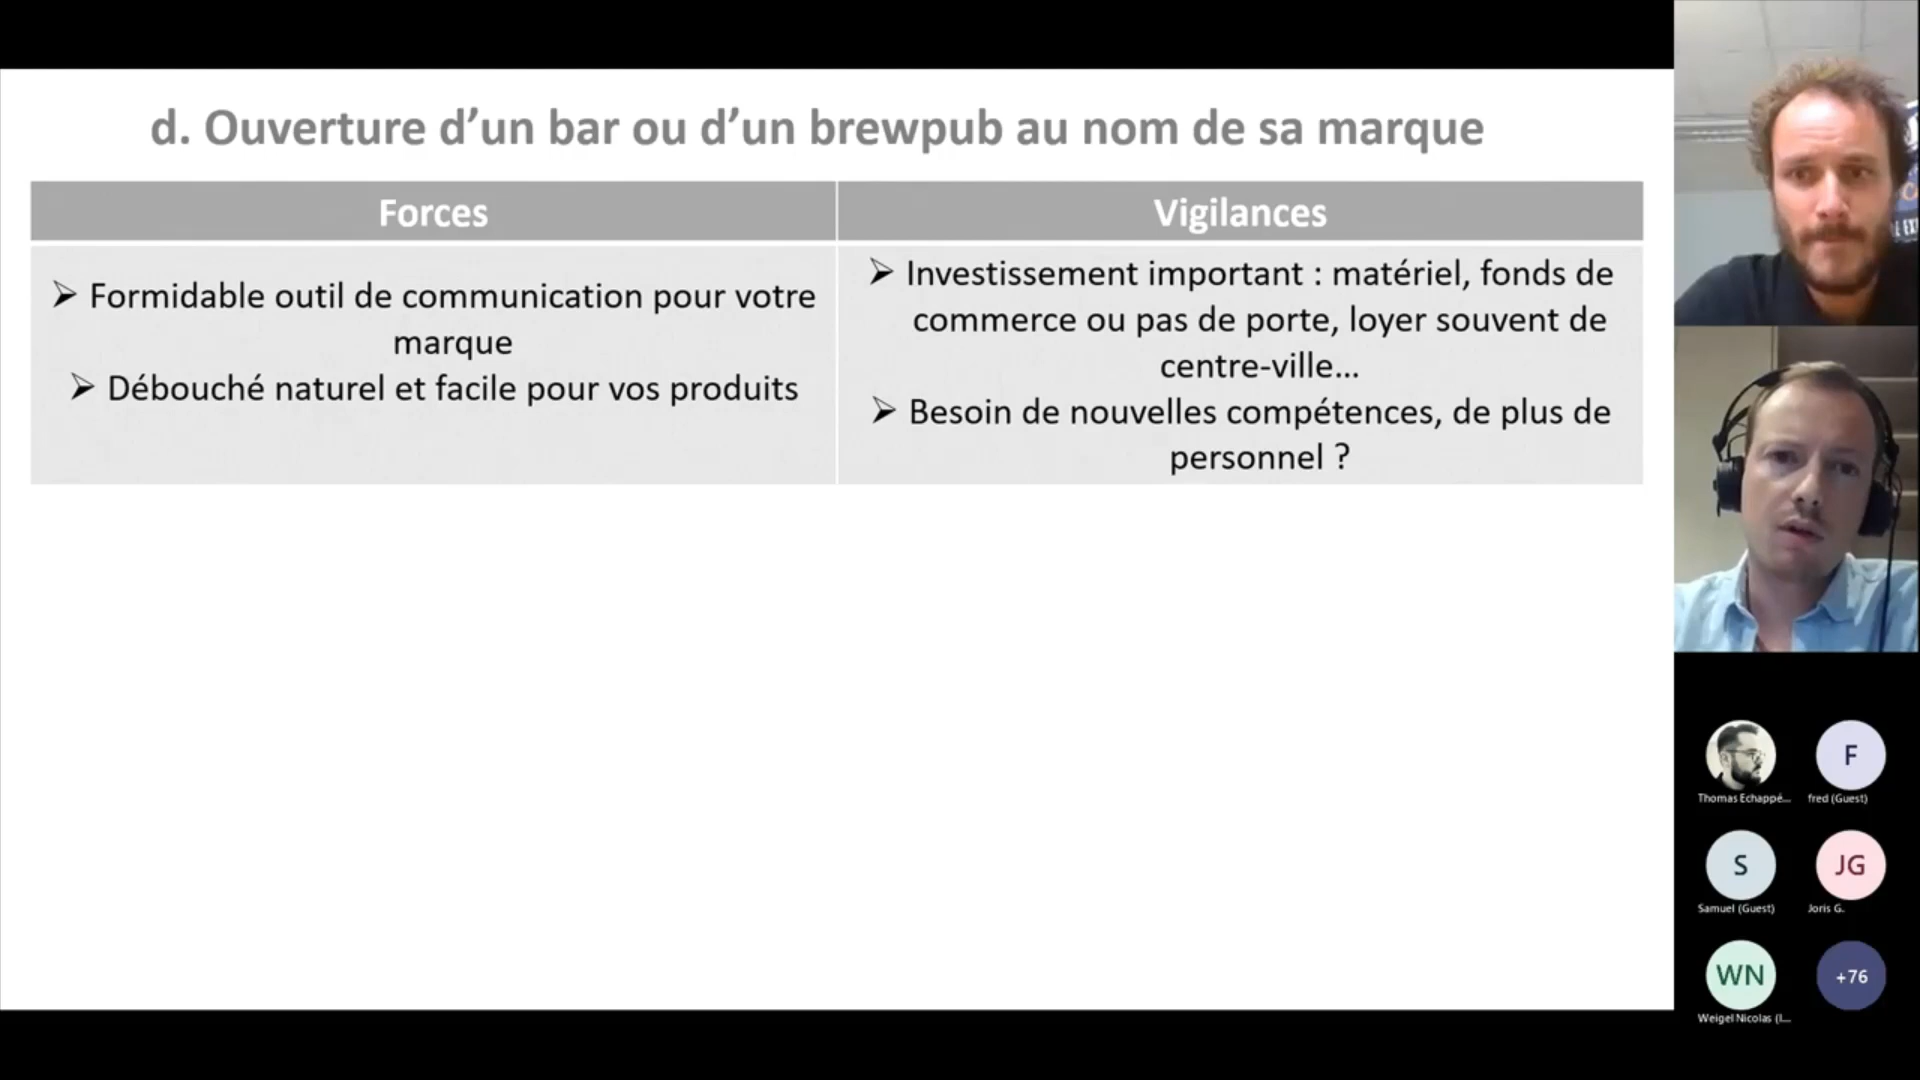 d. Ouverture d’un bar ou d’un brewpub au nom de sa marque
Forces
Vigilances
➢ Formidable outil de communication pour votre
marque
➢ Débouché naturel et facile pour vos produits
➢ Investissement important : matériel, fonds de
commerce ou pas de porte, loyer souvent de
centre-ville…
➢ Besoin de nouvelles compétences, de plus de
personnel ?
F
Thomas Echappé...
fred (Guest)
S
JG
Samuel (Guest)
Joris G.
WN
+76
Weigel Nicolas (I...